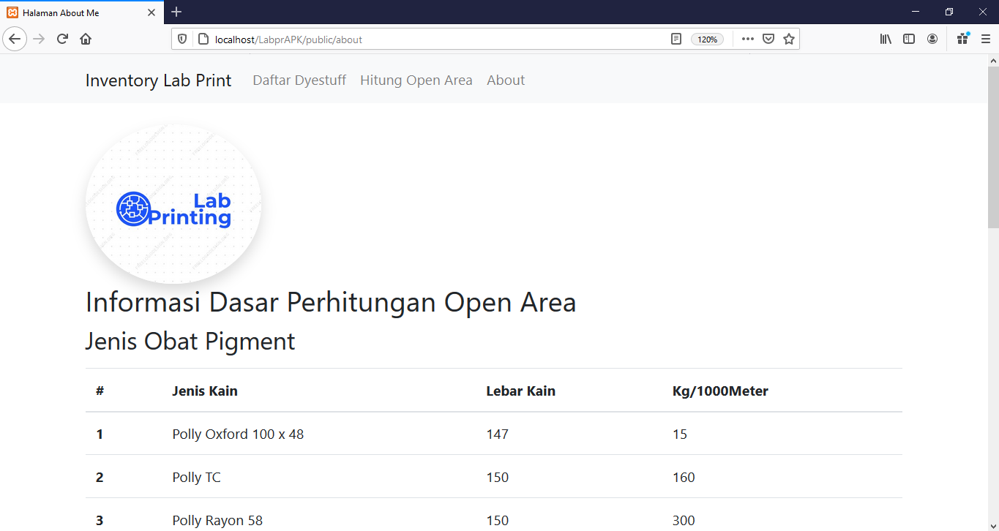 Halaman About Me
localhost/LabprAPK/public/about
120%
Inventory Lab Print
Daftar Dyestuff
Hitung Open Area
About
Lab
Printing
Informasi Dasar Perhitungan Open Area
Jenis Obat Pigment
# Jenis Kain Lebar Kain Kg/1000Meter
1 Polly Oxford 100 x 48 147 15
2 Polly TC 150 160
3 Polly Rayon 58 150 300